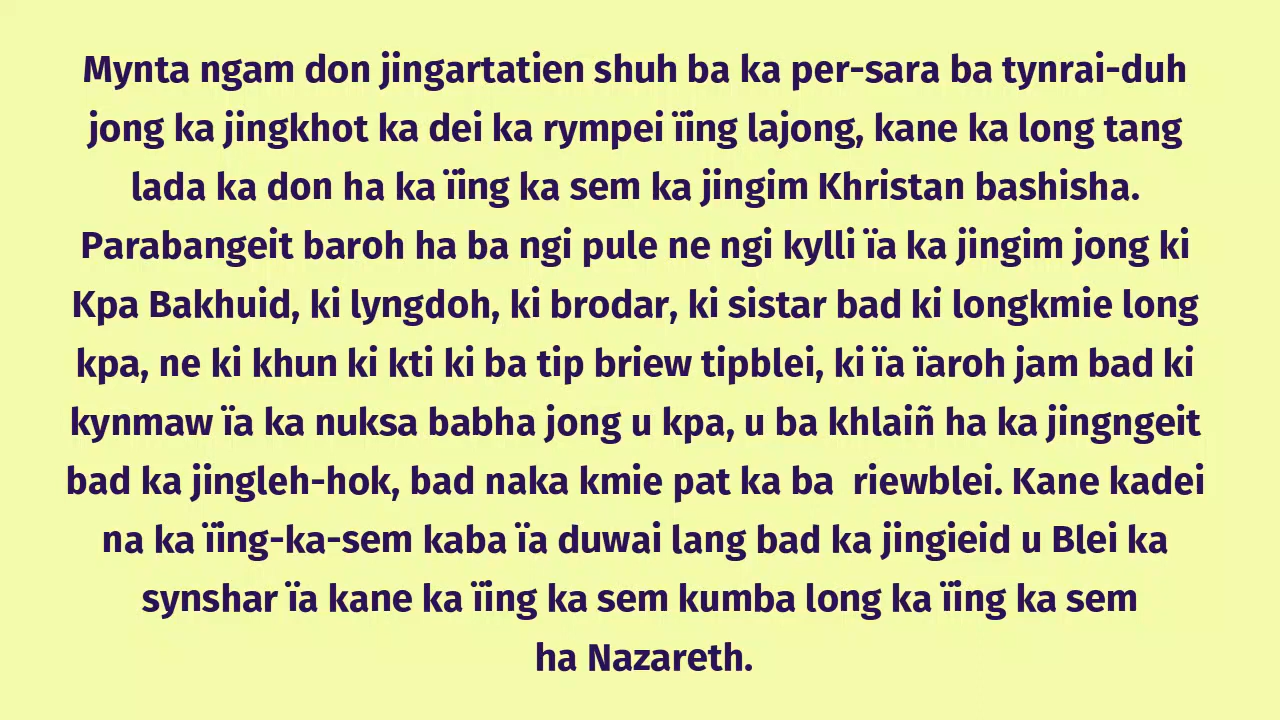 Mynta ngam don jingartatien shuh ba ka per-sara ba tynrai-duh
jong ka jingkhot ka dei ka rympei ïing lajong, kane ka long tang
lada ka don ha ka ïing ka sem ka jingim Khristan bashisha.
Parabangeit baroh ha ba ngi pule ne ngi kylli ïa ka jingim jong ki
Kpa Bakhuid, ki lyngdoh, ki brodar, ki sistar bad ki longkmie long
kpa, ne ki khun ki kti ki ba tip briew tipblei, ki ïa ïaroh jam bad ki
kynmaw ïa ka nuksa babha jong u kpa, u ba khlaiñ ha ka jingngeit
bad ka jingleh-hok, bad naka kmie pat ka ba  riewblei. Kane kadei
na ka ïing-ka-sem kaba ïa duwai lang bad ka jingieid u Blei ka
synshar ïa kane ka ïing ka sem kumba long ka ïing ka sem
ha Nazareth.